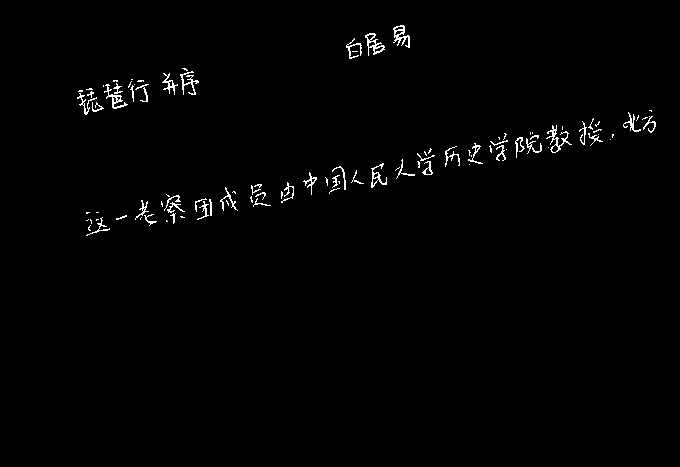 白居易
琵琶行并序
这一考察团成员由中国人民大学历史学院教授，北方